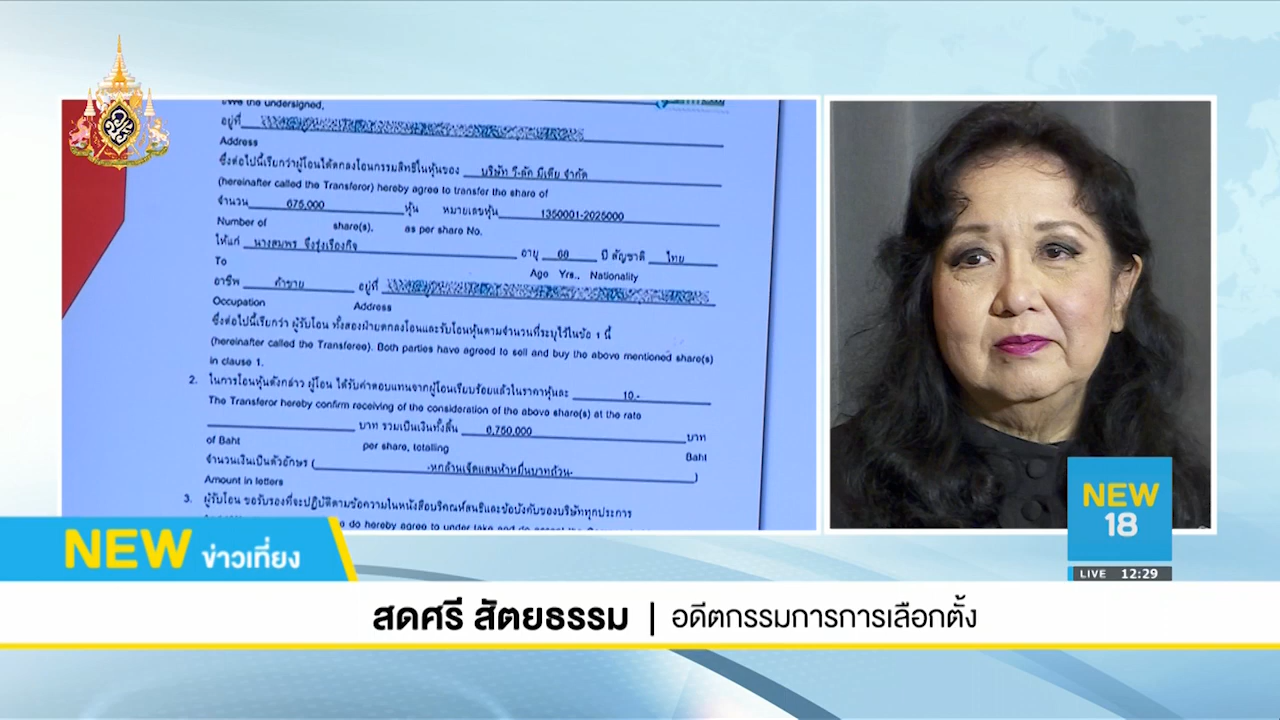 I/We the undersigned,
อยู่ที่
Address
ซึ่งต่อไปนี้เรียกว่าผู้โอนได้ตกลงโอนกรรมสิทธิ์ในหุ้นของ บริษัท วี-ลัค มีเดีย จำกัด
(hereinafter called the Transferor) hereby agree to transfer the share of
จำนวน 675,000 หุ้น หมายเลขหุ้น 1350001-2025000
Number of share(s), as per share No.
ให้แก่ นางสมพร จึงรุ่งเรืองกิจ อายุ 68 ปี สัญชาติ ไทย
To Age Yrs., Nationality
อาชีพ ค้าขาย อยู่ที่
Occupation Address
ซึ่งต่อไปนี้เรียกว่า ผู้รับโอน ทั้งสองฝ่ายตกลงโอนและรับโอนหุ้นตามจำนวนที่ระบุไว้ในข้อ 1 นี้
(hereinafter called the Transferee). Both parties have agreed to sell and buy the above mentioned share(s)
in clause 1.
2. ในการโอนหุ้นดังกล่าว ผู้โอน ได้รับค่าตอบแทนจากผู้โอนเรียบร้อยแล้วในราคาหุ้นละ 10.-
The Transferor hereby confirm receiving of the consideration of the above share(s) at the rate
บาท รวมเป็นเงินทั้งสิ้น 6,750,000 บาท
of Baht per share, totalling Baht
จำนวนเงินเป็นตัวอักษร ( -หกล้านเจ็ดแสนห้าหมื่นบาทถ้วน- )
Amount in letters
3. ผู้รับโอน ขอรับรองที่จะปฏิบัติตามข้อความในหนังสือบริคณห์สนธิและข้อบังคับของบริษัททุกประการ
do hereby agree to under take and do accept the
NEW
18
LIVE 12:29
NEW ข่าวเที่ยง
สดศรี สัตยธรรม | อดีตกรรมการการเลือกตั้ง